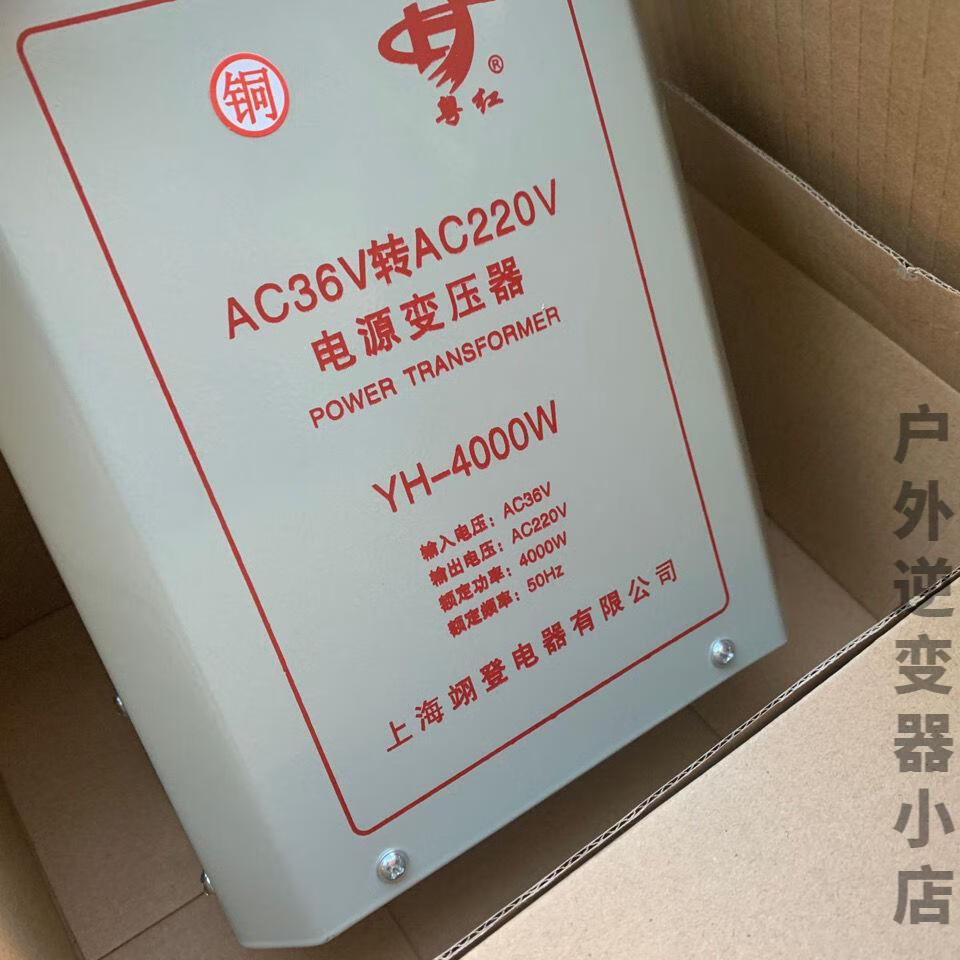 铜
®
粤红
AC36V转AC220V
电源变压器
POWER TRANSFORMER
YH-4000W
输入电压：AC36V
输出电压：AC220V
额定功率：4000W
额定频率：50Hz
上海翊登电器有限公司
户外逆变器小店